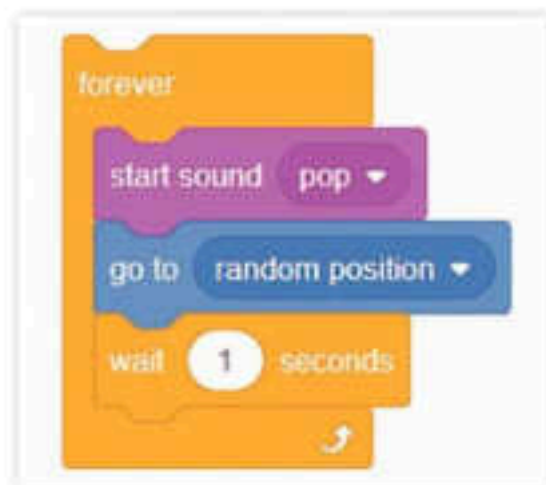 forever
start sound pop
go to random position
wait 1 seconds